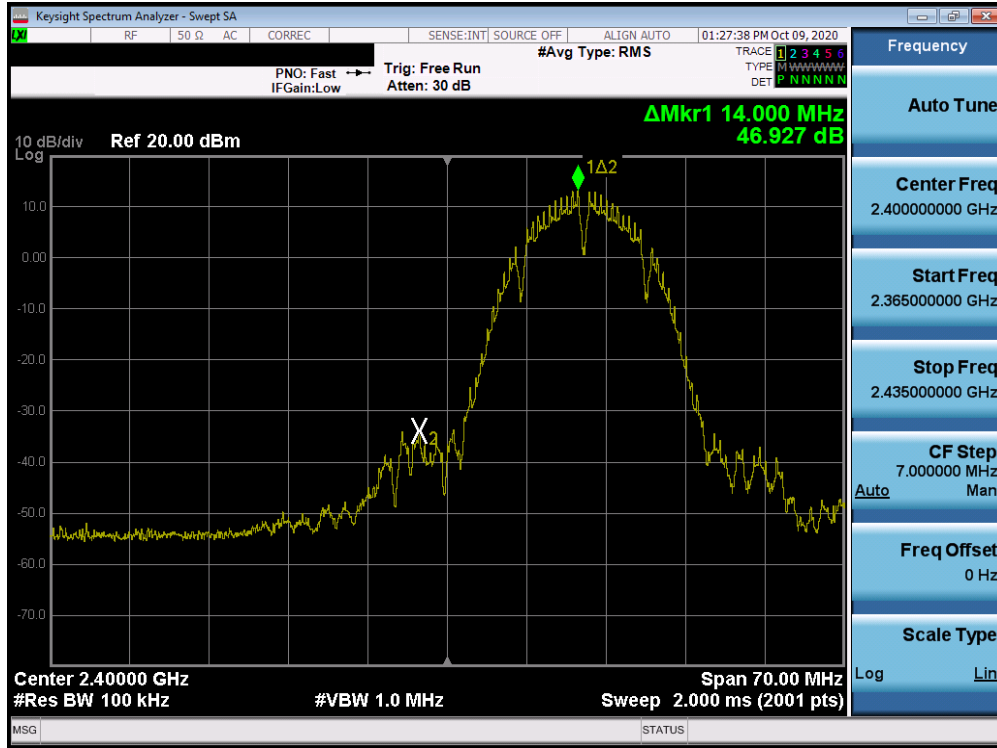 Keysight Spectrum Analyzer - Swept SA
LXI RF 50 Ω AC CORREC SENSE:INT SOURCE OFF ALIGN AUTO 01:27:38 PM Oct 09, 2020
#Avg Type: RMS
TRACE 1 2 3 4 5 6
TYPE M WWWWW
DET P N N N N N
PNO: Fast
IFGain:Low
Trig: Free Run
Atten: 30 dB
ΔMkr1 14.000 MHz
46.927 dB
10 dB/div Ref 20.00 dBm
Log
1Δ2
10.0
0.00
-10.0
-20.0
-30.0
X2
-40.0
-50.0
-60.0
-70.0
Center 2.40000 GHz Span 70.00 MHz
#Res BW 100 kHz #VBW 1.0 MHz Sweep 2.000 ms (2001 pts)
MSG STATUS
Frequency
Auto Tune
Center Freq
2.400000000 GHz
Start Freq
2.365000000 GHz
Stop Freq
2.435000000 GHz
CF Step
7.000000 MHz
Auto Man
Freq Offset
0 Hz
Scale Type
Log Lin